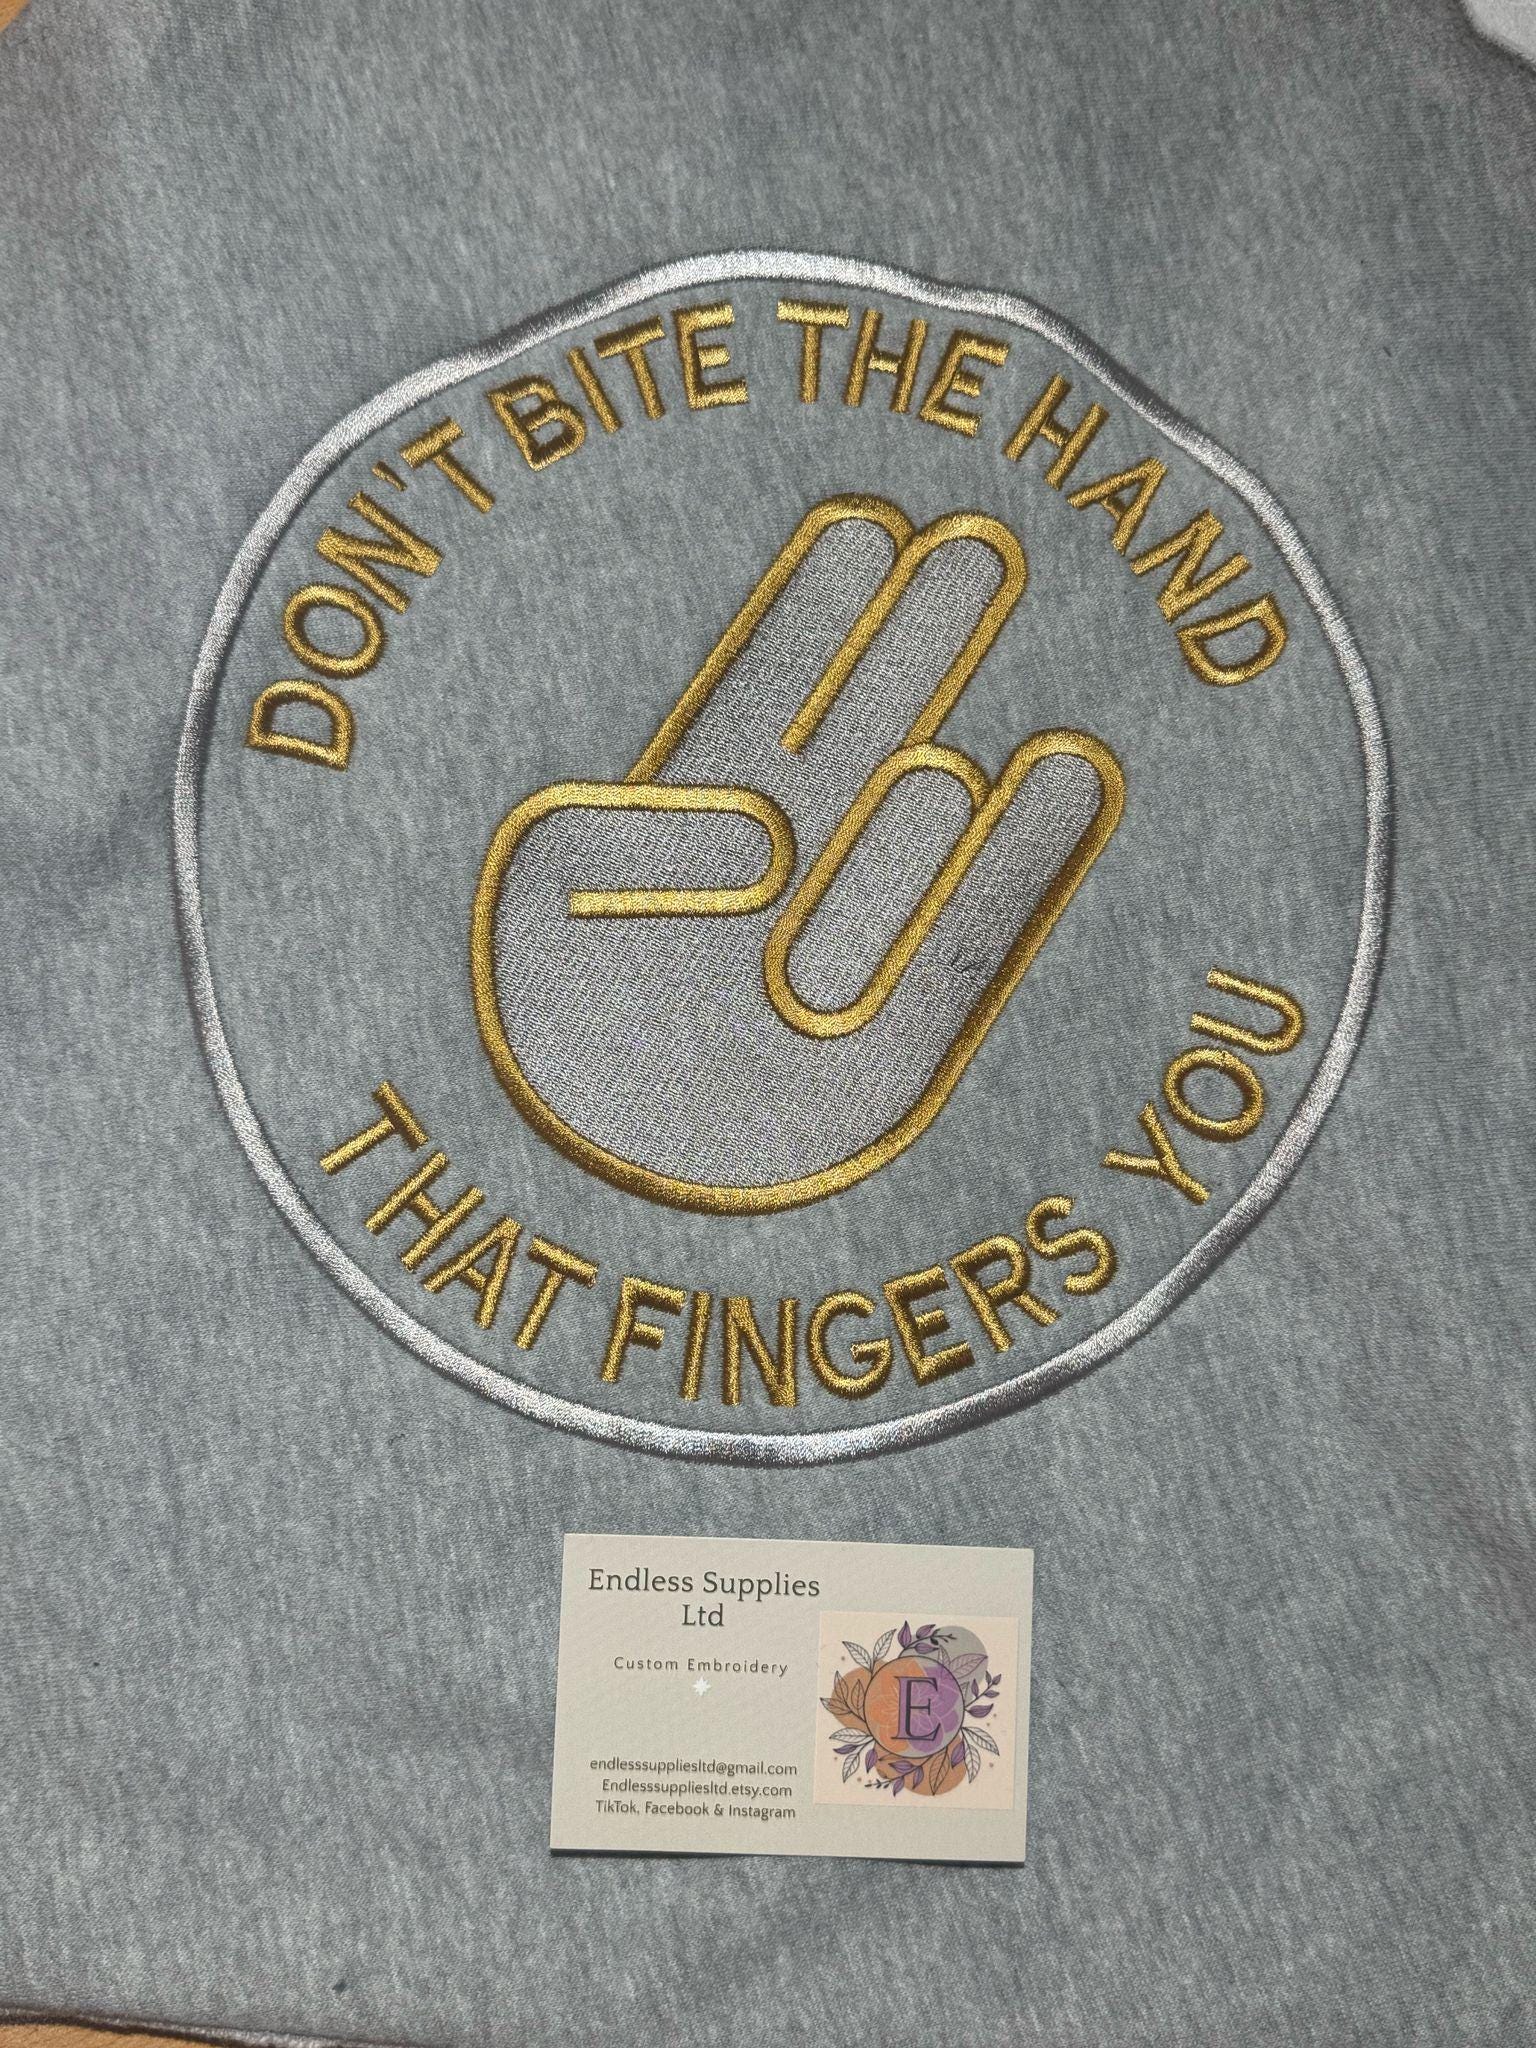 DON'T BITE THE HAND
THAT FINGERS YOU
Endless Supplies
Ltd
Custom Embroidery
endlesssuppliesltd@gmail.com
Endlesssuppliesltd.etsy.com
TikTok, Facebook & Instagram
E